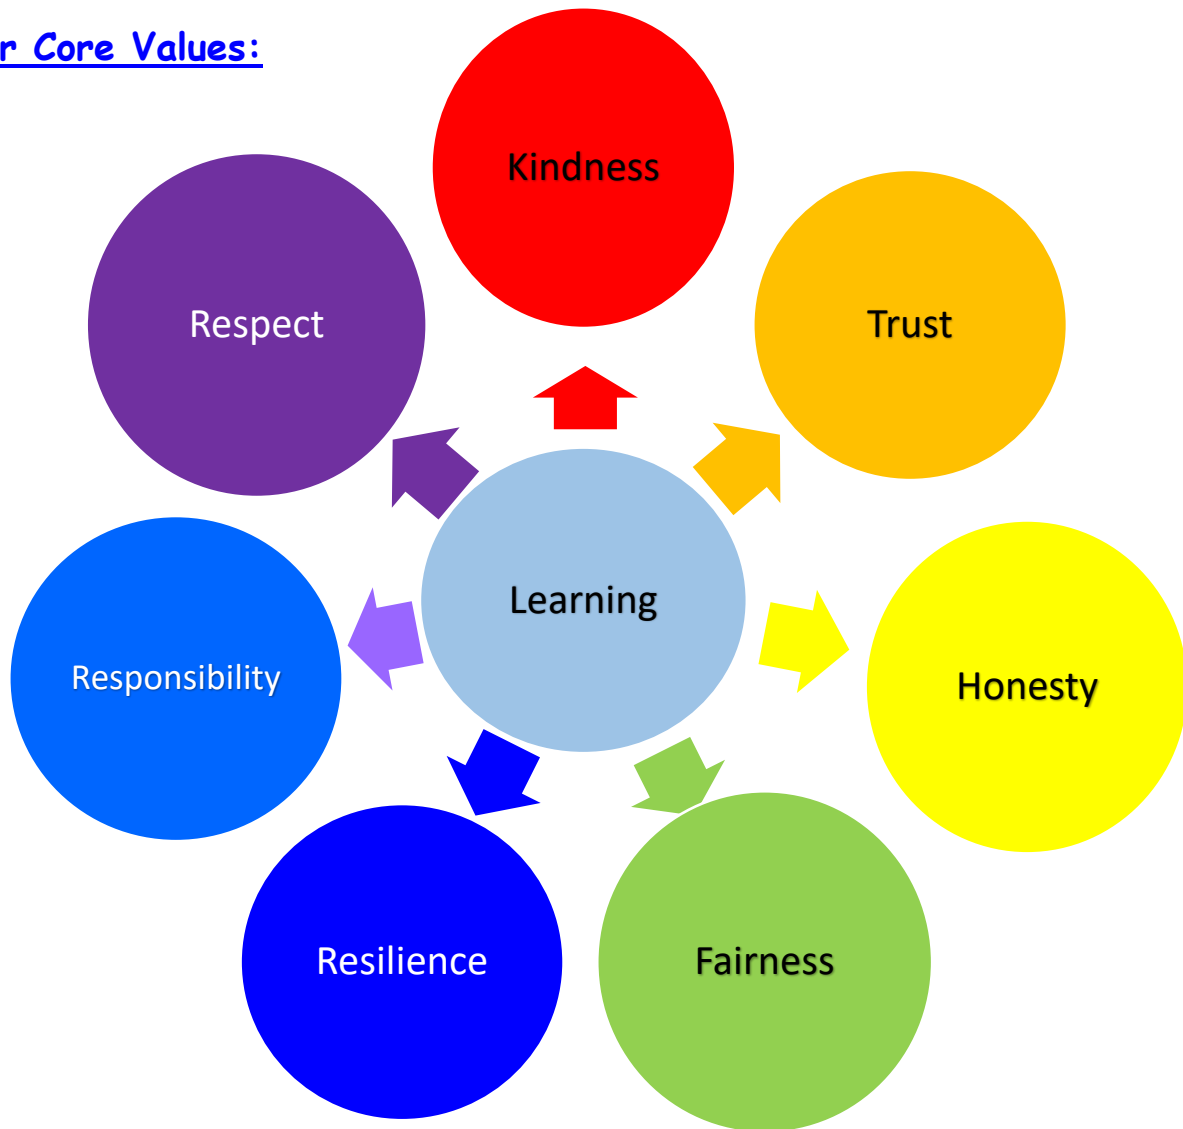 r Core Values:
Kindness
Respect
Trust
Learning
Responsibility
Honesty
Resilience
Fairness